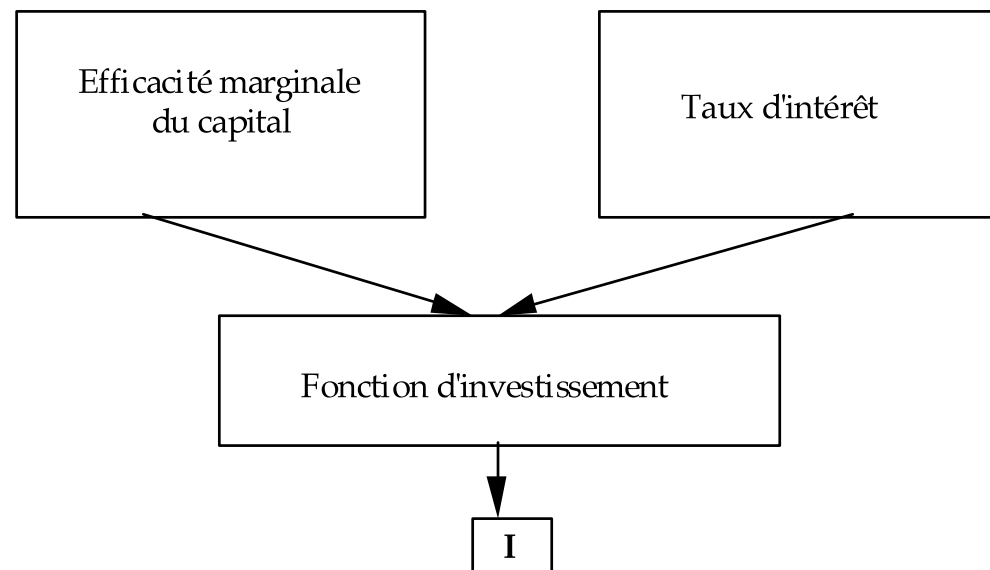 Efficacité marginale
du capital
Taux d'intérêt
Fonction d'investissement
I